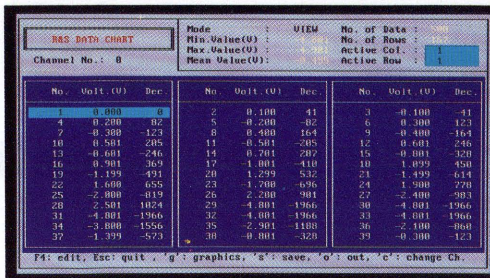 R&S DATA CHART
Channel No.: 0
Mode : VIEW
Min.Value(V) :
Max.Value(V) :
Mean Value(V):
No. of Data :
No. of Rows :
Active Col. : 1
Active Row : 1
No. Volt.(V) Dec. No. Volt.(V) Dec. No. Volt.(V) Dec.
1 0.000 0 2 0.100 41 3 -0.100 -41
4 0.200 82 5 -0.200 -82 6 0.300 123
7 -0.300 -123 8 0.400 164 9 -0.400 -164
10 0.501 205 11 -0.501 -205 12 0.601 246
13 -0.601 -246 14 0.701 287 15 -0.801 -328
16 0.901 369 17 -1.001 -410 18 1.099 450
19 -1.199 -491 20 1.299 532 21 -1.499 -614
22 1.600 655 23 -1.700 -696 24 1.900 778
25 -2.000 -819 26 2.200 901 27 -2.400 -983
28 2.501 1024 29 -4.801 -1966 30 -4.801 -1966
31 -4.801 -1966 32 -4.801 -1966 33 -4.801 -1966
34 -3.800 -1556 35 -2.901 -1188 36 -2.100 -860
37 -1.399 -573 38 -0.801 -328 39 -0.300 -123
F4: edit, Esc: quit , 'g' : graphics, 's': save, 'o' : out, 'c': change Ch.